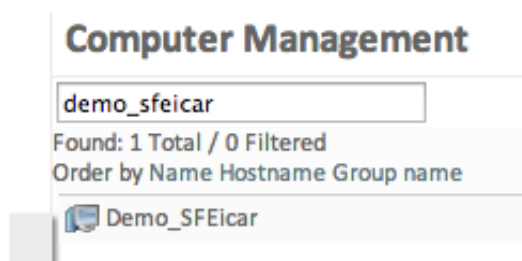 Computer Management
demo_sfeicar
Found: 1 Total / 0 Filtered
Order by Name Hostname Group name
Demo_SFEicar